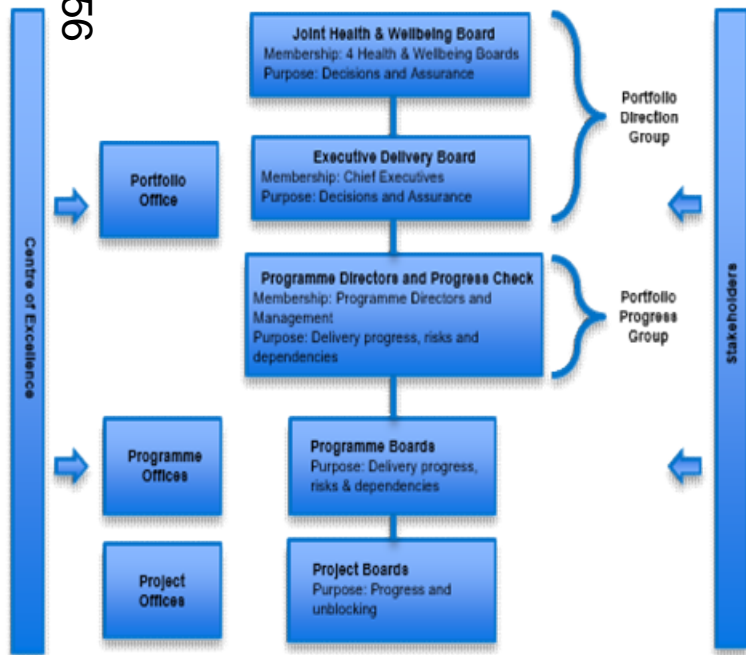 56
Joint Health & Wellbeing Board
Membership: 4 Health & Wellbeing Boards
Purpose: Decisions and Assurance
Portfolio
Direction
Group
Executive Delivery Board
Membership: Chief Executives
Purpose: Decisions and Assurance
Portfolio
Office
Programme Directors and Progress Check
Membership: Programme Directors and
Management
Purpose: Delivery progress, risks and
dependencies
Portfolio
Progress
Group
Centre of Excellence
Stakeholders
Programme
Offices
Programme Boards
Purpose: Delivery progress,
risks & dependencies
Project
Offices
Project Boards
Purpose: Progress and
unblocking